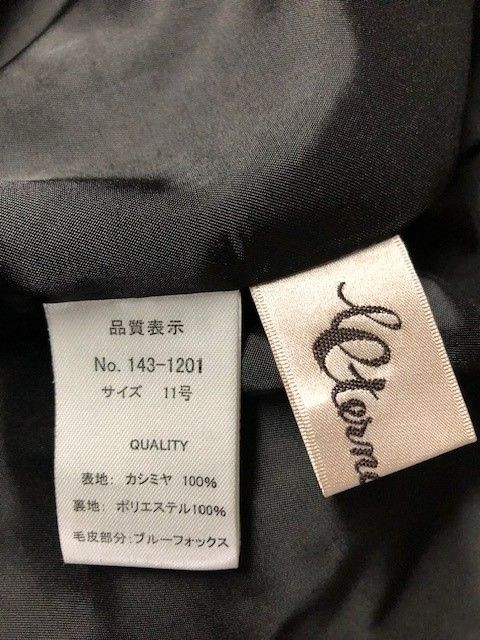 品質表示
No. 143-1201
サイズ 11号
QUALITY
表地: カシミヤ 100%
裏地: ポリエステル100%
毛皮部分: ブルーフォックス